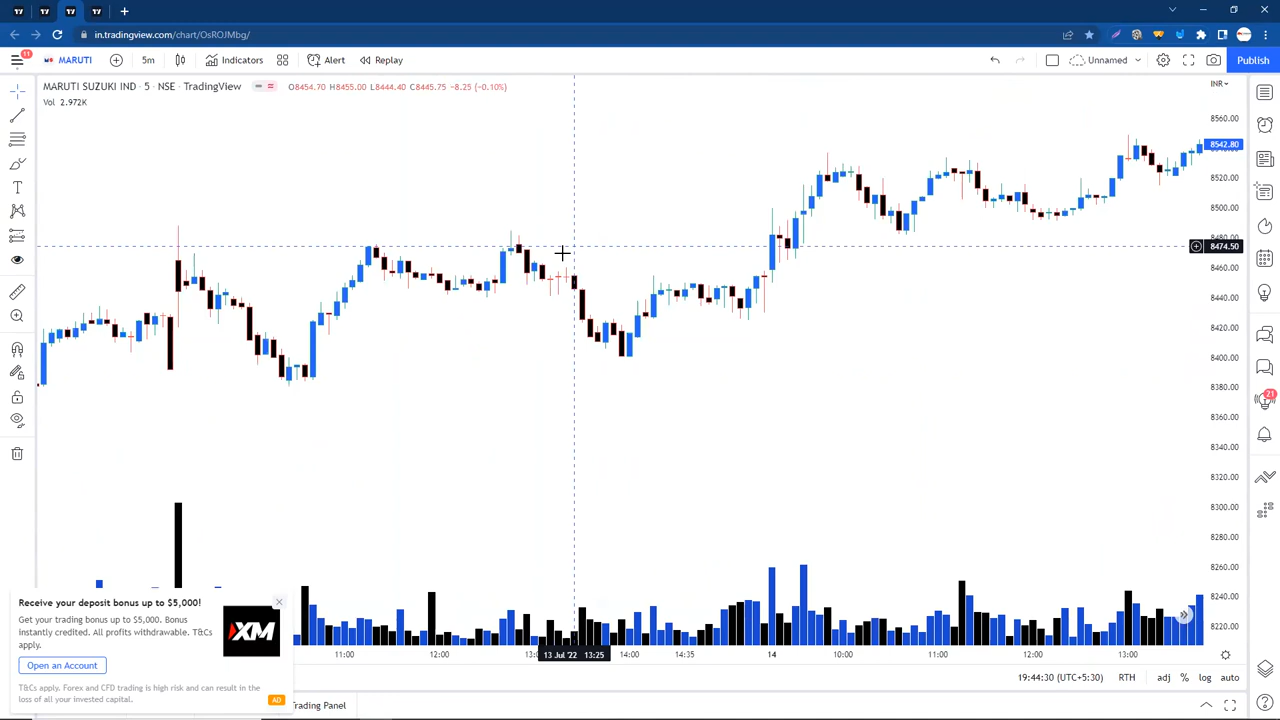 in.tradingview.com/chart/OsROJMbg/
11
MARUTI
5m
Indicators
Alert
Replay
Unnamed
Publish
MARUTI SUZUKI IND · 5 · NSE · TradingView
O8454.70 H8455.00 L8444.40 C8445.75 −8.25 (−0.10%)
INR
Vol 2.972K
8560.00
8542.80
8520.00
8500.00
8474.50
8460.00
8440.00
8420.00
8400.00
8380.00
8360.00
8340.00
8320.00
8300.00
8280.00
8260.00
8240.00
8220.00
21
Receive your deposit bonus up to $5,000!
Get your trading bonus up to $5,000. Bonus
instantly credited. All profits withdrawable. T&Cs
apply.
XM
Open an Account
T&Cs apply. Forex and CFD trading is high risk and can result in the
loss of all your invested capital.
AD
11:00
12:00
13 Jul '22 13:25
14:00
14:35
14
10:00
11:00
12:00
13:00
19:44:30 (UTC+5:30)
RTH
adj
%
log
auto
Trading Panel